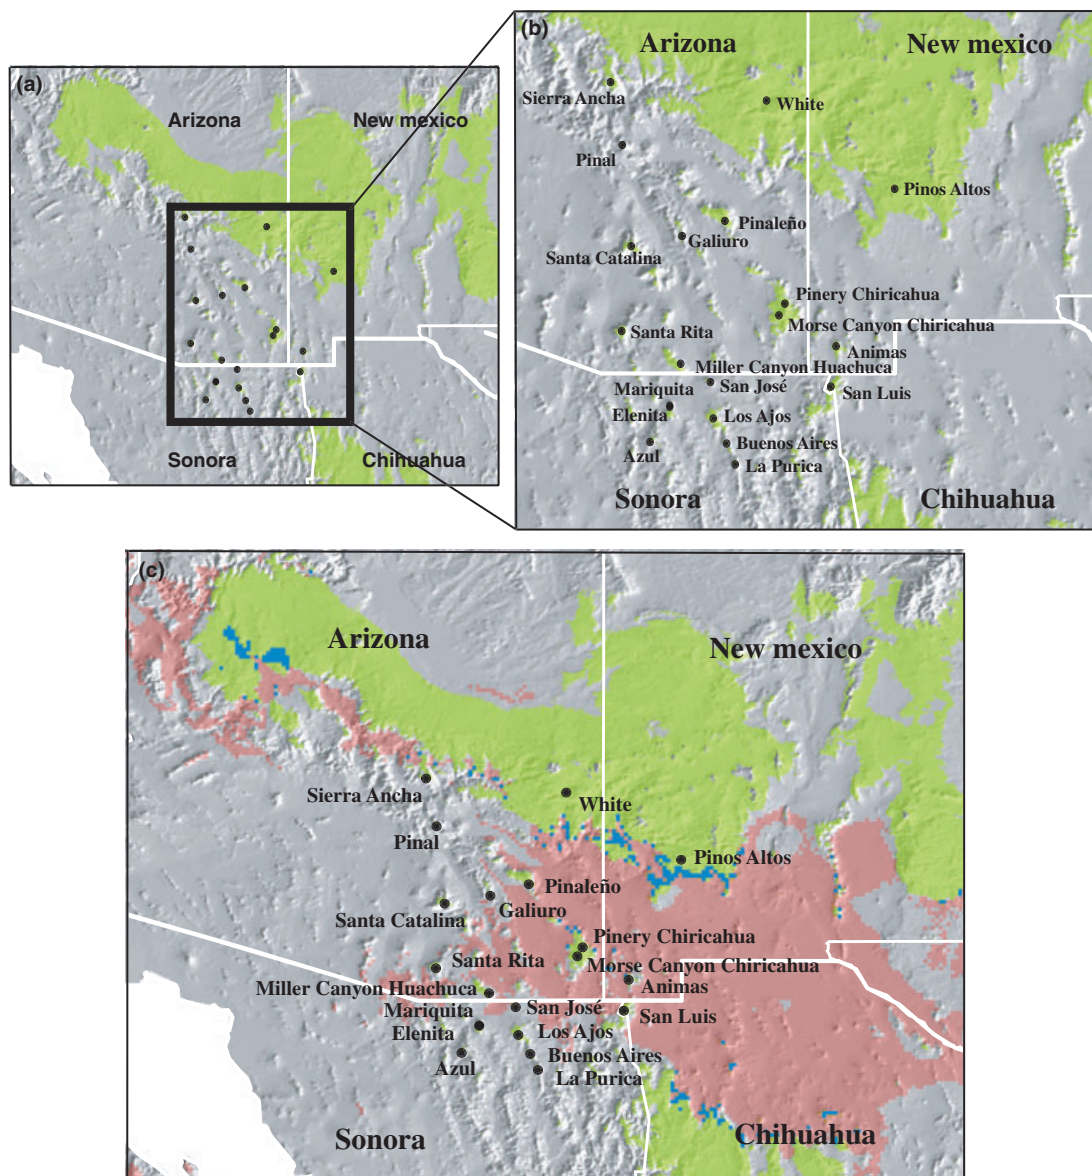 (a)
Arizona
New mexico
Sonora
Chihuahua
(b)
Arizona
New mexico
Sierra Ancha
White
Pinal
Pinos Altos
Pinaleño
Galiuro
Santa Catalina
Pinery Chiricahua
Morse Canyon Chiricahua
Santa Rita
Animas
Miller Canyon Huachuca
Mariquita
San José
San Luis
Elenita
Los Ajos
Buenos Aires
Azul
La Purica
Sonora
Chihuahua
(c)
Arizona
New mexico
Sierra Ancha
White
Pinal
Pinos Altos
Pinaleño
Galiuro
Santa Catalina
Pinery Chiricahua
Santa Rita
Morse Canyon Chiricahua
Miller Canyon Huachuca
Animas
Mariquita
San José
San Luis
Elenita
Los Ajos
Buenos Aires
Azul
La Purica
Sonora
Chihuahua